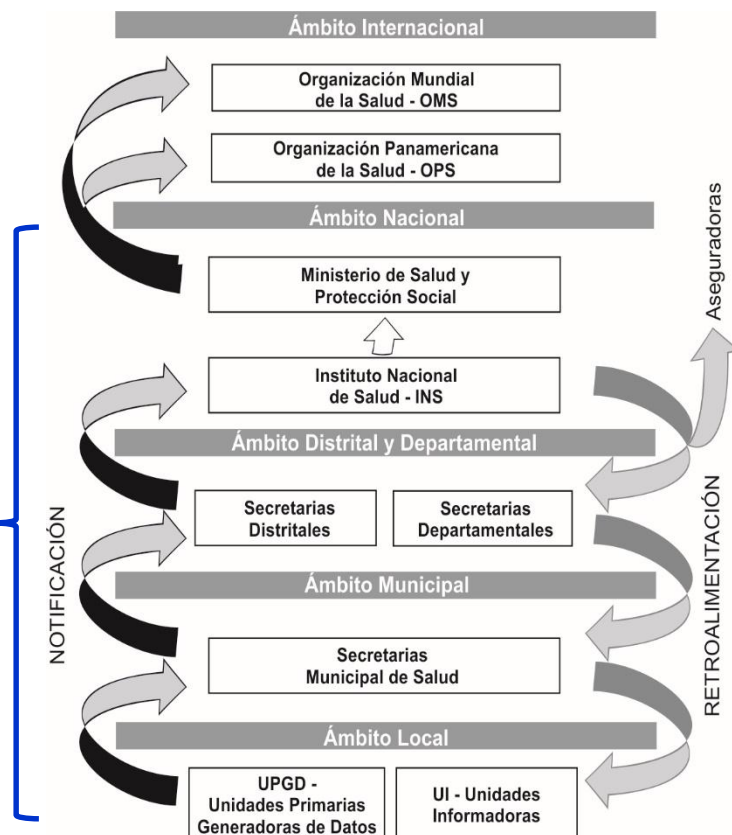 Ámbito Internacional
Organización Mundial
de la Salud - OMS
Organización Panamericana
de la Salud - OPS
Ámbito Nacional
Ministerio de Salud y
Protección Social
Aseguradoras
Instituto Nacional
de Salud - INS
Ámbito Distrital y Departamental
Secretarias
Distritales
Secretarias
Departamentales
NOTIFICACIÓN
RETROALIMENTACIÓN
Ámbito Municipal
Secretarias
Municipal de Salud
Ámbito Local
UPGD -
Unidades Primarias
Generadoras de Datos
UI - Unidades
Informadoras